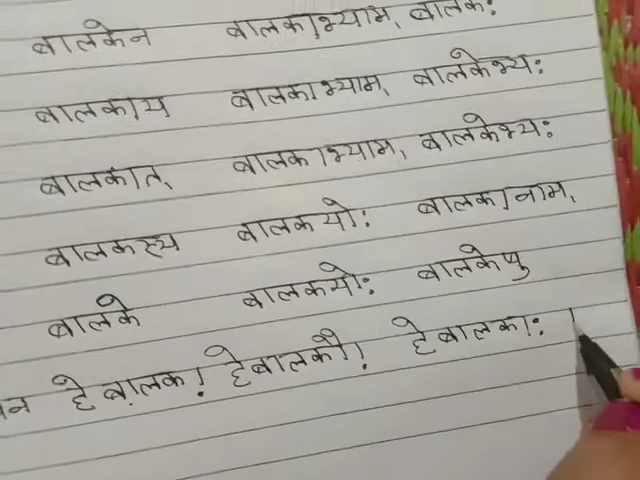 बालकेन बालकाभ्याम् बालकः
बालकाय बालकाभ्याम् बालकेभ्यः
बालकात् बालकाभ्याम् बालकेभ्यः
बालकस्य बालकयोः बालकानाम्
बालके बालकयोः बालकेषु
हे बालक! हे बालकौ! हे बालकाः